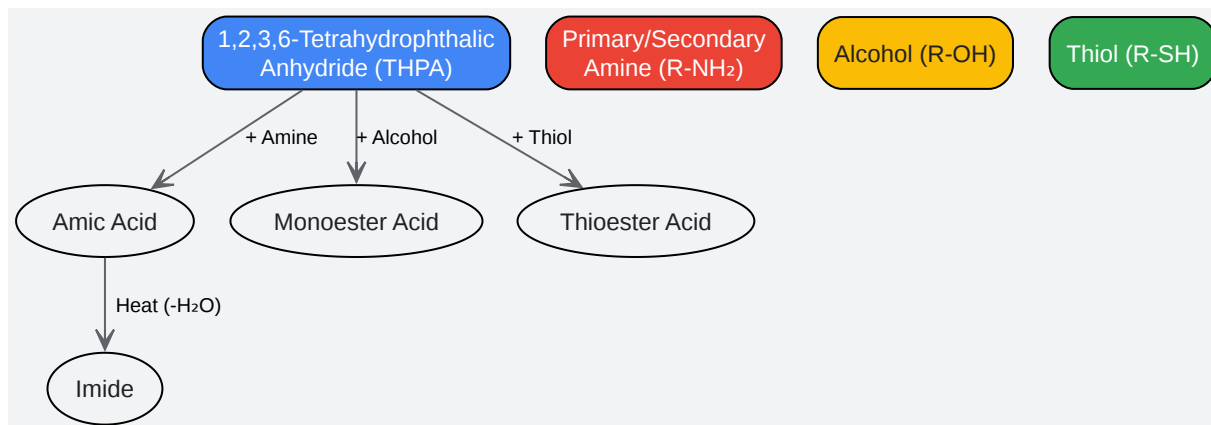 1,2,3,6-Tetrahydrophthalic
Anhydride (THPA)
Primary/Secondary
Amine (R-NH₂)
Alcohol (R-OH)
Thiol (R-SH)
+ Amine
+ Alcohol
+ Thiol
Amic Acid
Monoester Acid
Thioester Acid
Heat (-H₂O)
Imide